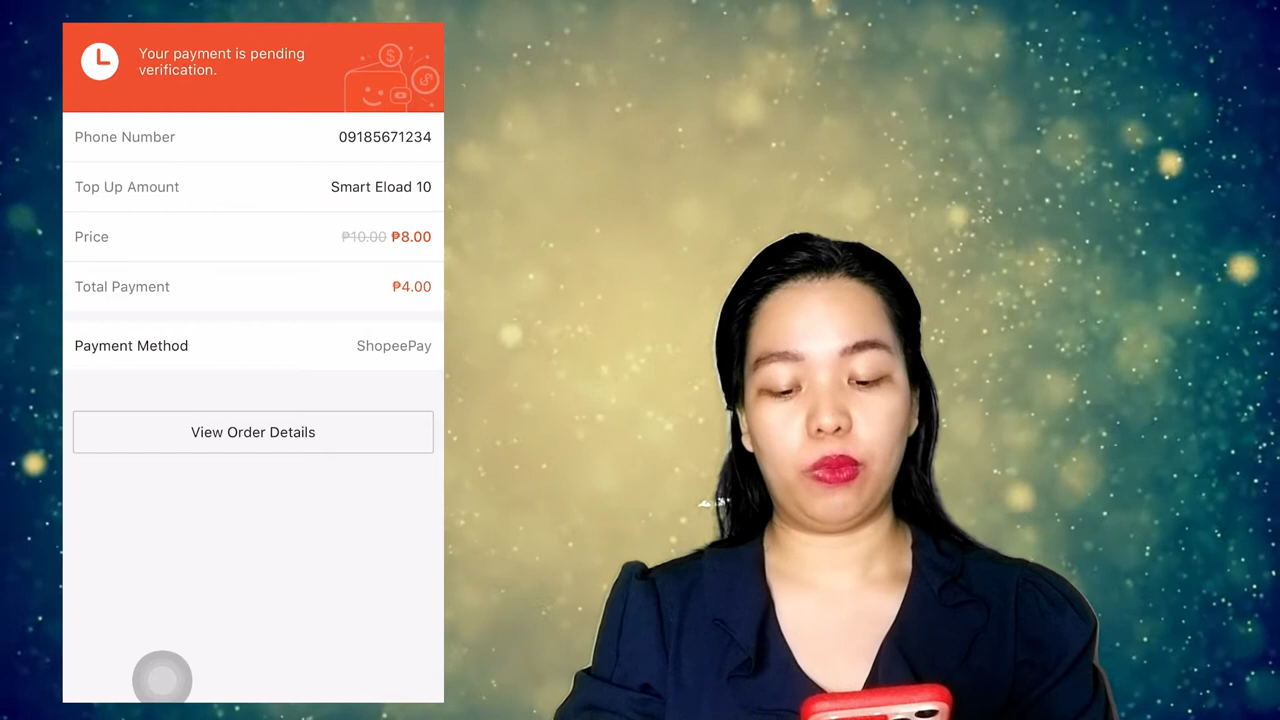 Your payment is pending
verification.
Phone Number 09185671234
Top Up Amount Smart Eload 10
Price ₱10.00 ₱8.00
Total Payment ₱4.00
Payment Method ShopeePay
View Order Details